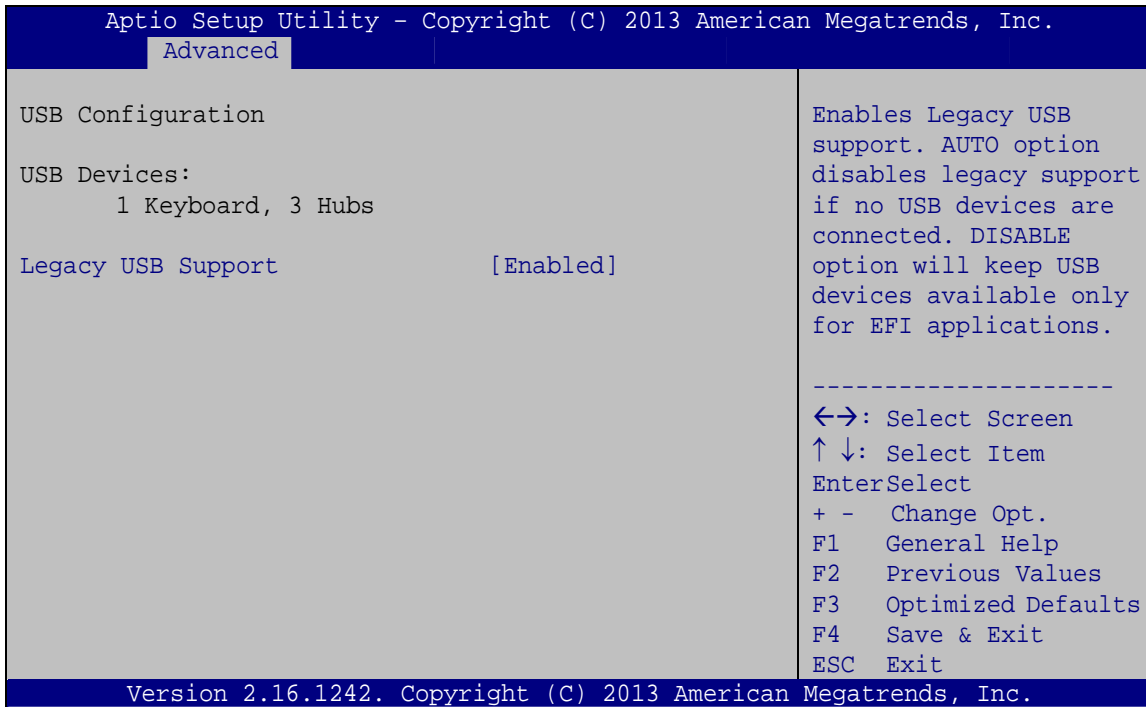 Aptio Setup Utility – Copyright (C) 2013 American Megatrends, Inc.
Advanced
USB Configuration
USB Devices:
1 Keyboard, 3 Hubs
Legacy USB Support [Enabled]
Enables Legacy USB
support. AUTO option
disables legacy support
if no USB devices are
connected. DISABLE
option will keep USB
devices available only
for EFI applications.
---------------------
←→: Select Screen
↑ ↓: Select Item
EnterSelect
+ - Change Opt.
F1 General Help
F2 Previous Values
F3 Optimized Defaults
F4 Save & Exit
ESC Exit
Version 2.16.1242. Copyright (C) 2013 American Megatrends, Inc.